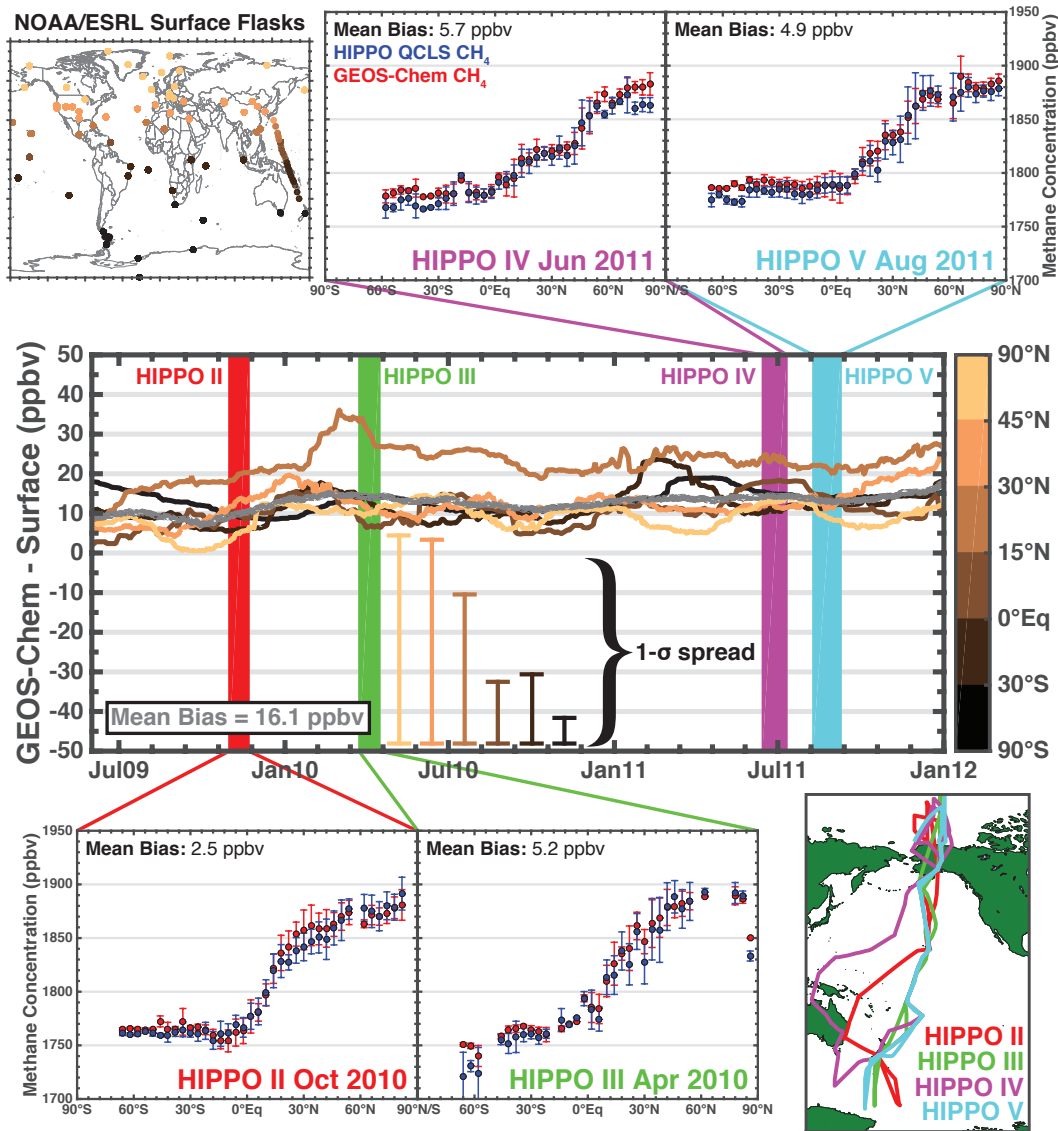 NOAA/ESRL Surface Flasks
Mean Bias: 5.7 ppbv
HIPPO QCLS CH4
GEOS-Chem CH4
HIPPO IV Jun 2011
90°S 60°S 30°S 0°Eq 30°N 60°N 90°N/S
Mean Bias: 4.9 ppbv
HIPPO V Aug 2011
60°S 30°S 0°Eq 30°N 60°N 90°N
1950
1900
1850
1800
1750
1700
Methane Concentration (ppbv)
GEOS-Chem - Surface (ppbv)
50
40
30
20
10
0
-10
-20
-30
-40
-50
HIPPO II
HIPPO III
HIPPO IV
HIPPO V
1-σ spread
Mean Bias = 16.1 ppbv
Jul09 Jan10 Jul10 Jan11 Jul11 Jan12
90°N
45°N
30°N
15°N
0°Eq
30°S
90°S
Methane Concentration (ppbv)
1950
1900
1850
1800
1750
1700
Mean Bias: 2.5 ppbv
HIPPO II Oct 2010
90°S 60°S 30°S 0°Eq 30°N 60°N 90°N/S
Mean Bias: 5.2 ppbv
HIPPO III Apr 2010
60°S 30°S 0°Eq 30°N 60°N 90°N
HIPPO II
HIPPO III
HIPPO IV
HIPPO V